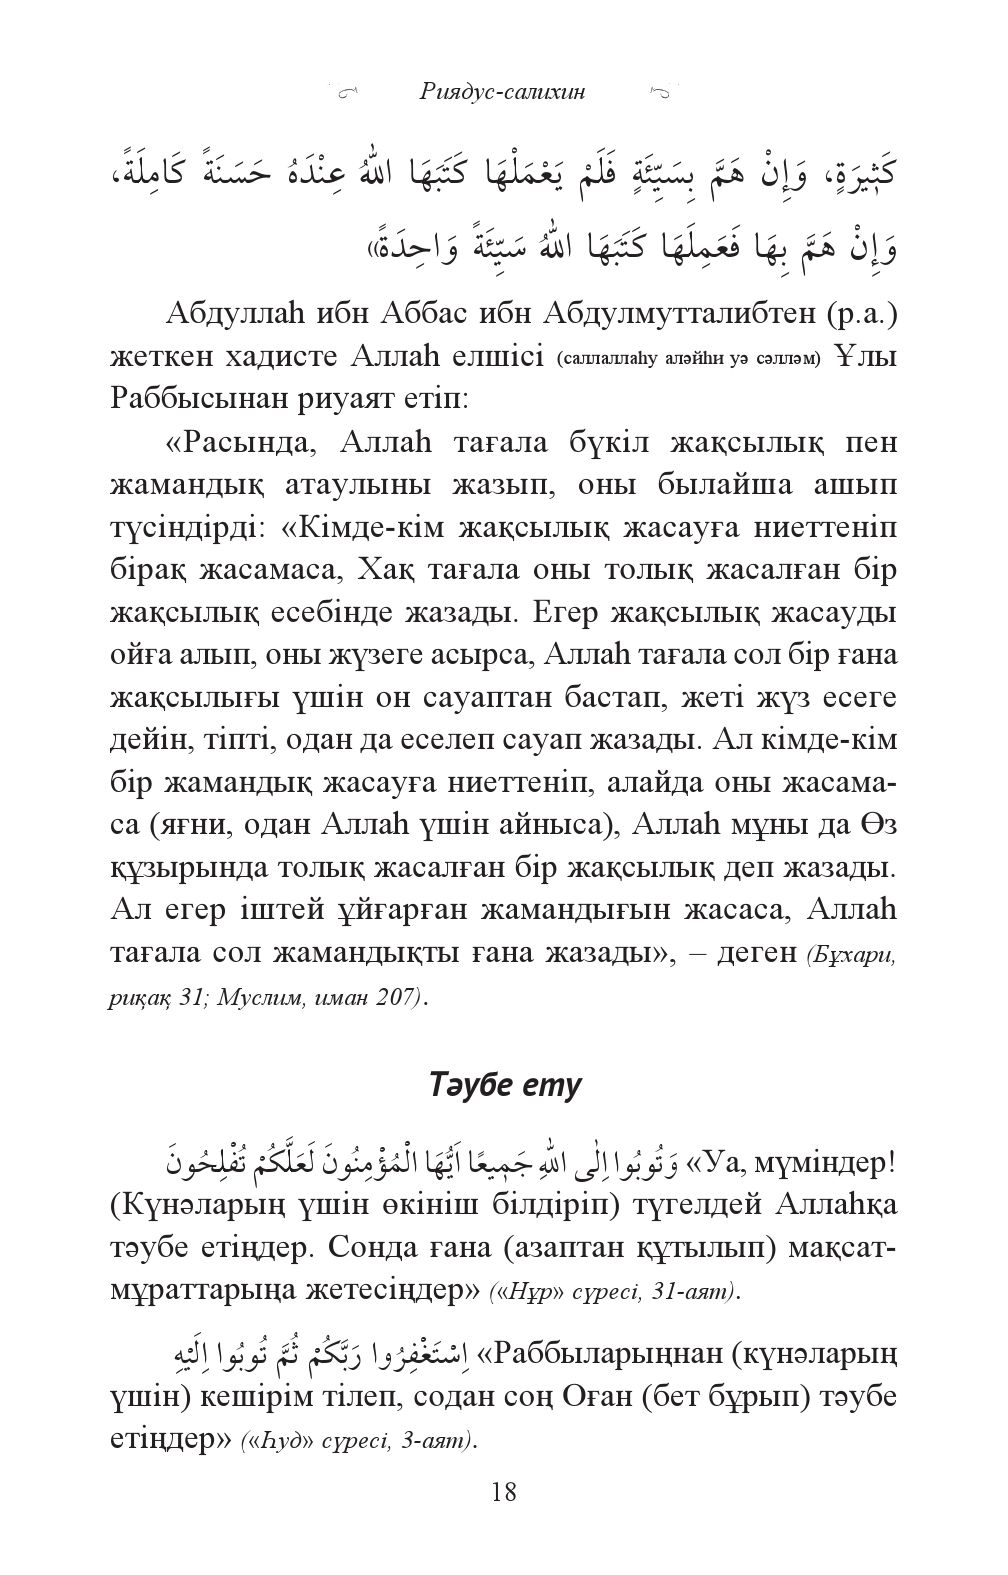 Риядус-салихин
كَثِيرَةٍ، وَإِنْ هَمَّ بِسَيِّئَةٍ فَلَمْ يَعْمَلْهَا كَتَبَهَا اللهُ عِنْدَهُ حَسَنَةً كَامِلَةً،
وَإِنْ هَمَّ بِهَا فَعَمِلَهَا كَتَبَهَا اللهُ سَيِّئَةً وَاحِدَةً»
Абдуллаһ ибн Аббас ибн Абдулмутталибтен (р.а.)
жеткен хадисте Аллаһ елшісі (саллаллаһу аләйһи уә сәлләм) Ұлы
Раббысынан риуаят етіп:
«Расында, Аллаһ тағала бүкіл жақсылық пен
жамандық атаулыны жазып, оны былайша ашып
түсіндірді: «Кімде-кім жақсылық жасауға ниеттеніп
бірақ жасамаса, Хақ тағала оны толық жасалған бір
жақсылық есебінде жазады. Егер жақсылық жасауды
ойға алып, оны жүзеге асырса, Аллаһ тағала сол бір ғана
жақсылығы үшін он сауаптан бастап, жеті жүз есеге
дейін, тіпті, одан да еселеп сауап жазады. Ал кімде-кім
бір жамандық жасауға ниеттеніп, алайда оны жасама-
са (яғни, одан Аллаһ үшін айныса), Аллаһ мұны да Өз
құзырында толық жасалған бір жақсылық деп жазады.
Ал егер іштей ұйғарған жамандығын жасаса, Аллаһ
тағала сол жамандықты ғана жазады», – деген (Бұхари,
риқақ 31; Муслим, иман 207).
Тәубе ету
وَتُوبُوا اِلٰى اللهِ جَمِيعًا اَيُّهَا الْمُؤْمِنُونَ لَعَلَّكُمْ تُفْلِحُونَ «Уа, мүміндер!
(Күнәларың үшін өкініш білдіріп) түгелдей Аллаһқа
тәубе етіңдер. Сонда ғана (азаптан құтылып) мақсат-
мұраттарыңа жетесіңдер» («Нұр» сүресі, 31-аят).
اِسْتَغْفِرُوا رَبَّكُمْ ثُمَّ تُوبُوا اِلَيْهِ «Раббыларыңнан (күнәларың
үшін) кешірім тілеп, содан соң Оған (бет бұрып) тәубе
етіңдер» («Һуд» сүресі, 3-аят).
18